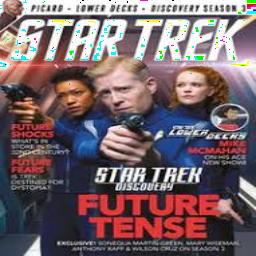 PICARD • LOWER DECKS • DISCOVERY SEASON 3
STAR TREK
FUTURE
SHOCKS
WHAT'S IN
STORE IN THE
32ND CENTURY?
FUTURE
FEARS
IS TREK
DESTINED FOR
DYSTOPIA?
LOWER
DECKS
MIKE
MCMAHAN
ON HIS ACE
NEW SHOW!
STAR TREK
DISCOVERY
FUTURE
TENSE
EXCLUSIVE! SONEQUA MARTIN-GREEN, MARY WISEMAN,
ANTHONY RAPP & WILSON CRUZ ON SEASON 3